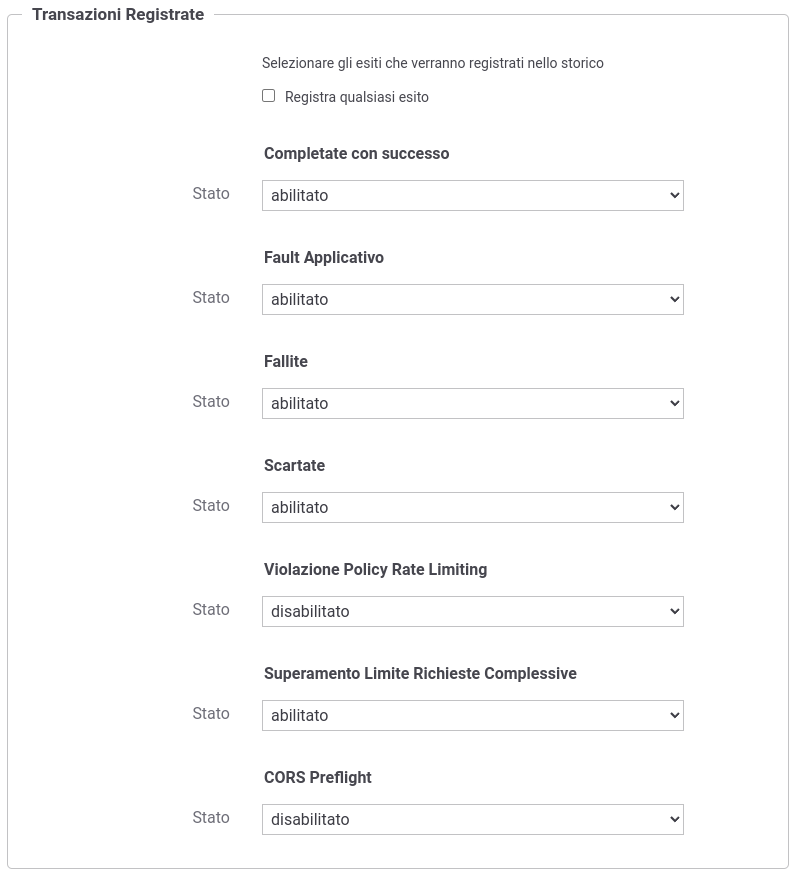 Transazioni Registrate
Selezionare gli esiti che verranno registrati nello storico
Registra qualsiasi esito
Completate con successo
Stato abilitato
Fault Applicativo
Stato abilitato
Fallite
Stato abilitato
Scartate
Stato abilitato
Violazione Policy Rate Limiting
Stato disabilitato
Superamento Limite Richieste Complessive
Stato abilitato
CORS Preflight
Stato disabilitato